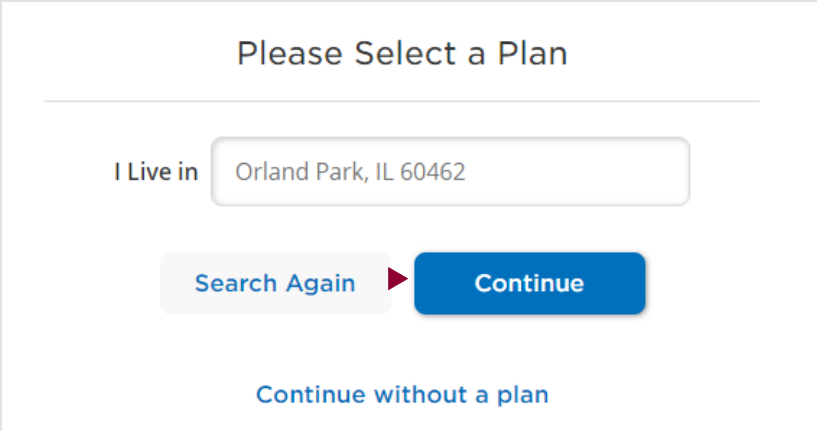 Please Select a Plan
I Live in Orland Park, IL 60462
Search Again Continue
Continue without a plan